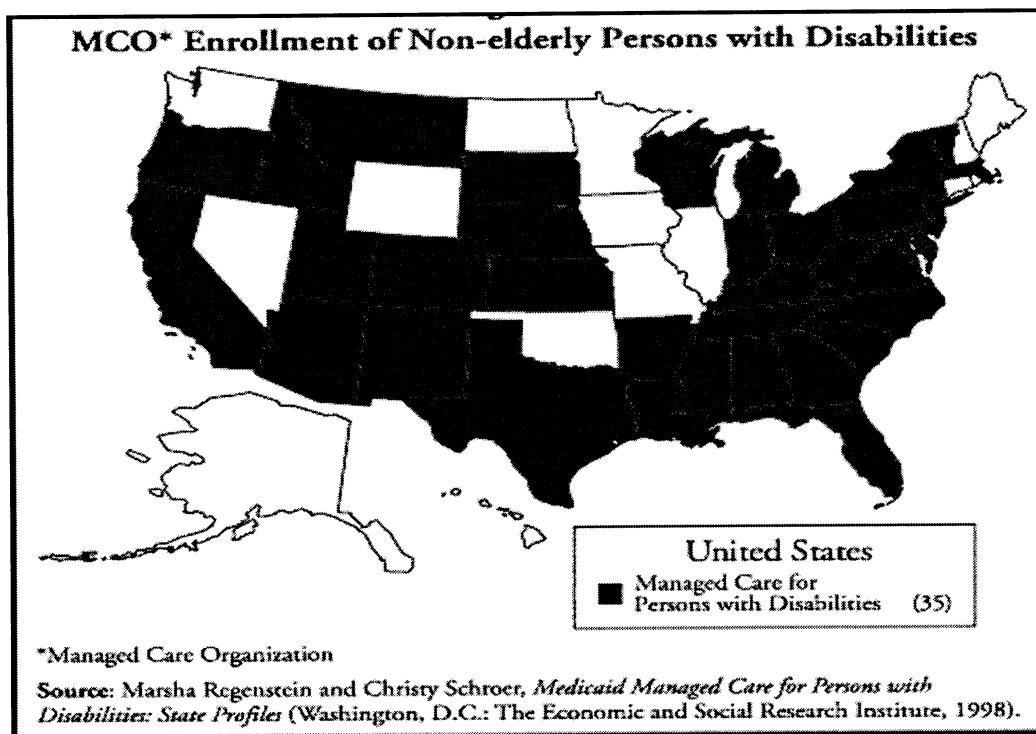 MCO* Enrollment of Non-elderly Persons with Disabilities
United States
Managed Care for
Persons with Disabilities (35)
*Managed Care Organization
Source: Marsha Regenstein and Christy Schroer, Medicaid Managed Care for Persons with
Disabilities: State Profiles (Washington, D.C.: The Economic and Social Research Institute, 1998).